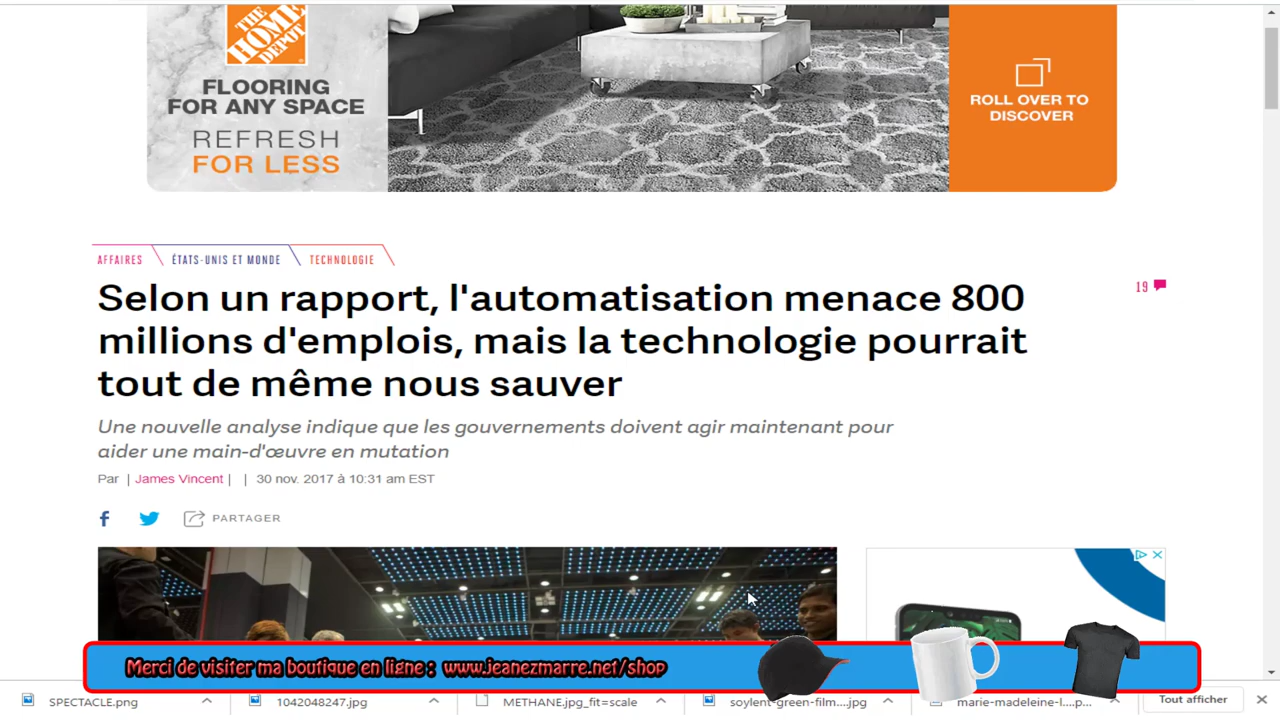 THE
HOME
DEPOT
FLOORING
FOR ANY SPACE
REFRESH
FOR LESS
ROLL OVER TO
DISCOVER
AFFAIRES
ÉTATS-UNIS ET MONDE
TECHNOLOGIE
Selon un rapport, l'automatisation menace 800
millions d'emplois, mais la technologie pourrait
tout de même nous sauver
19
Une nouvelle analyse indique que les gouvernements doivent agir maintenant pour
aider une main-d'œuvre en mutation
Par | James Vincent | | 30 nov. 2017 à 10:31 am EST
PARTAGER
Merci de visiter ma boutique en ligne : www.jeanezmarre.net/shop
SPECTACLE.png
1042048247.jpg
METHANE.jpg_fit=scale
soylent-green-film....jpg
marie-madeleine-l....p...
Tout afficher